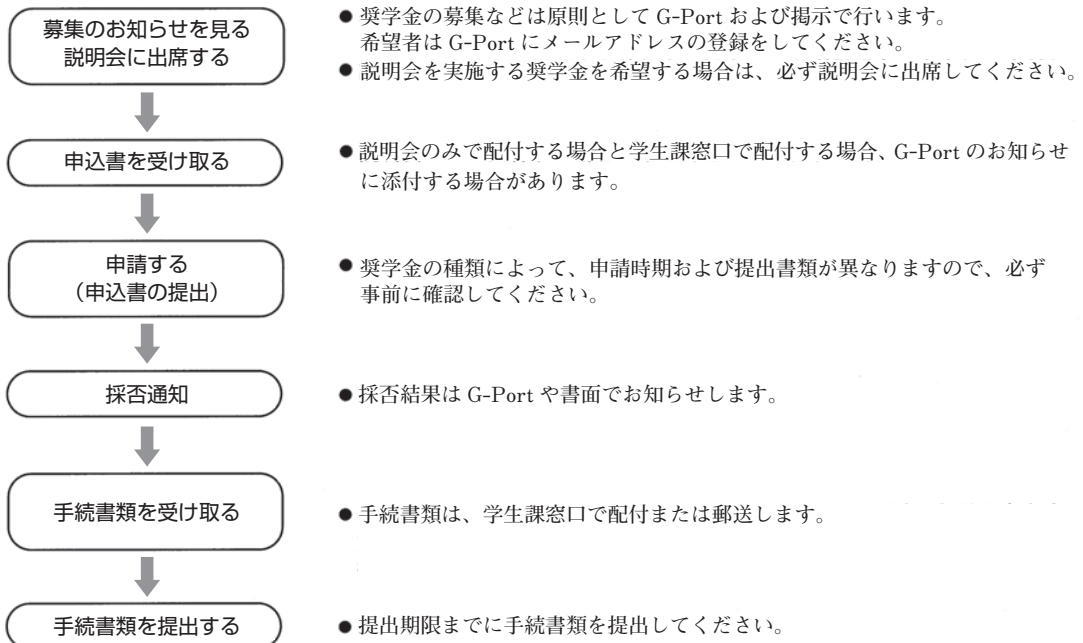 募集のお知らせを見る
説明会に出席する
● 奨学金の募集などは原則として G-Port および掲示で行います。
希望者は G-Port にメールアドレスの登録をしてください。
● 説明会を実施する奨学金を希望する場合は、必ず説明会に出席してください。
申込書を受け取る
● 説明会のみで配付する場合と学生課窓口で配付する場合、G-Port のお知らせ
に添付する場合があります。
申請する
（申込書の提出）
● 奨学金の種類によって、申請時期および提出書類が異なりますので、必ず
事前に確認してください。
採否通知
● 採否結果は G-Port や書面でお知らせします。
手続書類を受け取る
● 手続書類は、学生課窓口で配付または郵送します。
手続書類を提出する
● 提出期限までに手続書類を提出してください。